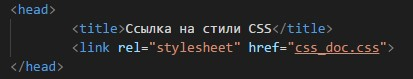 <head>
<title>Ссылка на стили CSS</title>
<link rel="stylesheet" href="css_doc.css">
</head>